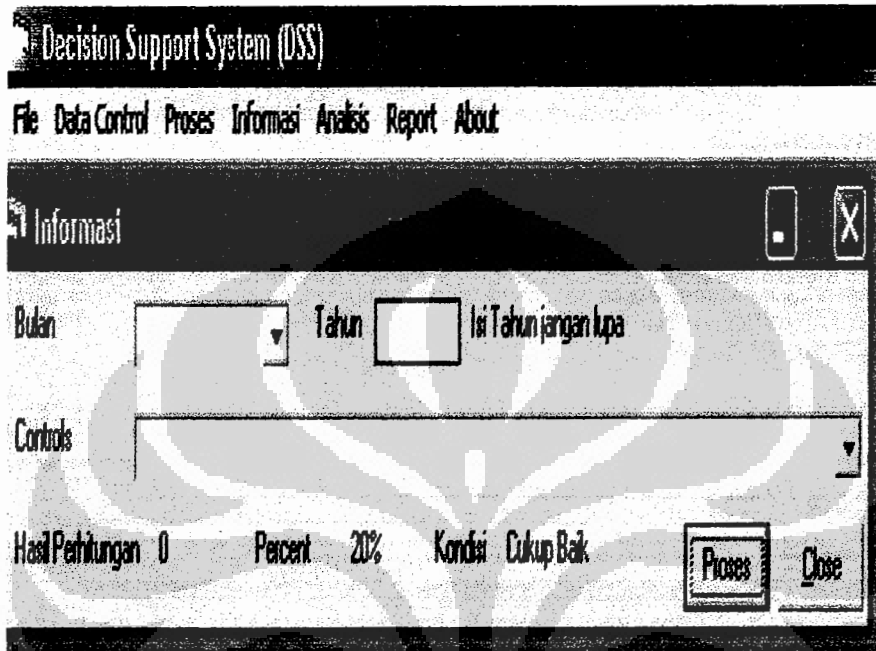 Decision Support System (DSS)
File Data Control Proses Informasi Analisis Report About
Informasi
Bulan Tahun Isi Tahun jangan lupa
Controls
Hasil Perhitungan 0 Percent 20% Kondisi Cukup Baik Proses Close